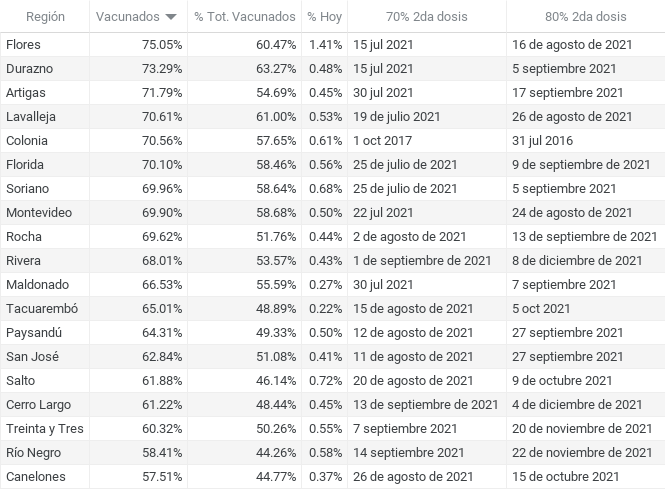 Región Vacunados % Tot. Vacunados % Hoy 70% 2da dosis 80% 2da dosis
Flores 75.05% 60.47% 1.41% 15 jul 2021 16 de agosto de 2021
Durazno 73.29% 63.27% 0.48% 15 jul 2021 5 septiembre 2021
Artigas 71.79% 54.69% 0.45% 30 jul 2021 17 septiembre 2021
Lavalleja 70.61% 61.00% 0.53% 19 de julio 2021 26 de agosto de 2021
Colonia 70.56% 57.65% 0.61% 1 oct 2017 31 jul 2016
Florida 70.10% 58.46% 0.56% 25 de julio de 2021 9 de septiembre de 2021
Soriano 69.96% 58.64% 0.68% 25 de julio de 2021 5 septiembre 2021
Montevideo 69.90% 58.68% 0.50% 22 jul 2021 24 de agosto de 2021
Rocha 69.62% 51.76% 0.44% 2 de agosto de 2021 13 de septiembre de 2021
Rivera 68.01% 53.57% 0.43% 1 de septiembre de 2021 8 de diciembre de 2021
Maldonado 66.53% 55.59% 0.27% 30 jul 2021 7 septiembre 2021
Tacuarembó 65.01% 48.89% 0.22% 15 de agosto de 2021 5 oct 2021
Paysandú 64.31% 49.33% 0.50% 12 de agosto de 2021 27 septiembre 2021
San José 62.84% 51.08% 0.41% 11 de agosto de 2021 27 septiembre 2021
Salto 61.88% 46.14% 0.72% 20 de agosto de 2021 9 de octubre 2021
Cerro Largo 61.22% 48.44% 0.45% 13 de septiembre de 2021 4 de diciembre de 2021
Treinta y Tres 60.32% 50.26% 0.55% 7 septiembre 2021 20 de noviembre de 2021
Río Negro 58.41% 44.26% 0.58% 14 septiembre 2021 22 de noviembre de 2021
Canelones 57.51% 44.77% 0.37% 26 de agosto de 2021 15 de octubre 2021